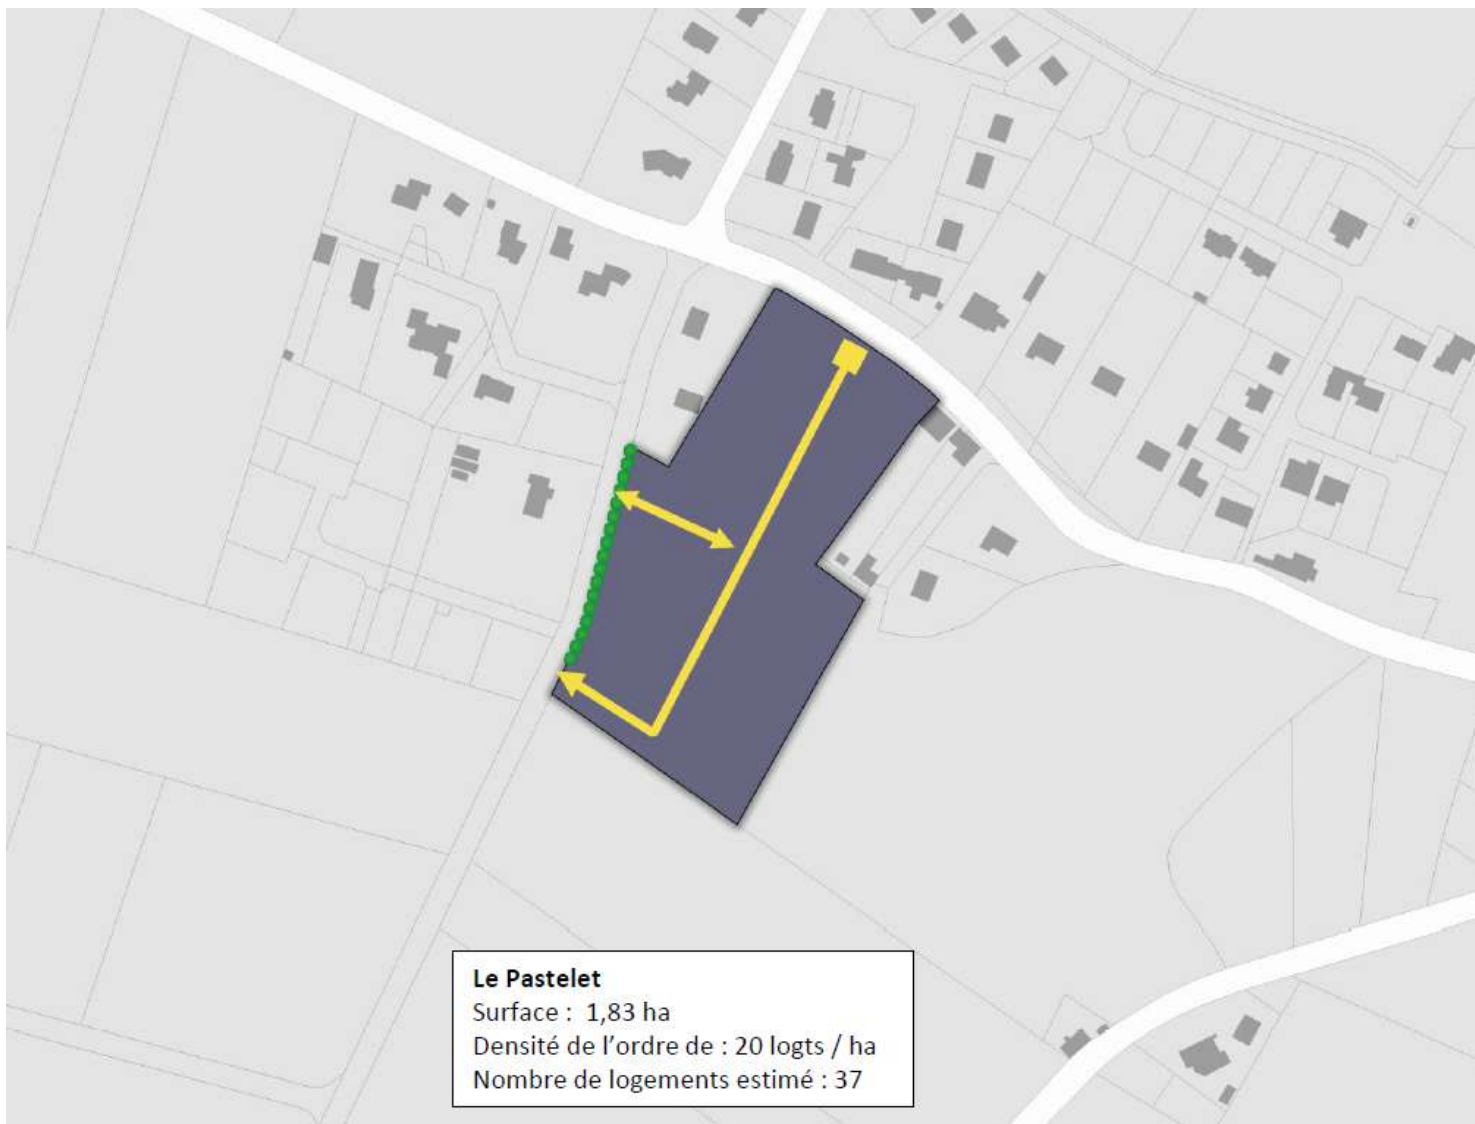 Le Pastelet
Surface : 1,83 ha
Densité de l'ordre de : 20 logts / ha
Nombre de logements estimé : 37